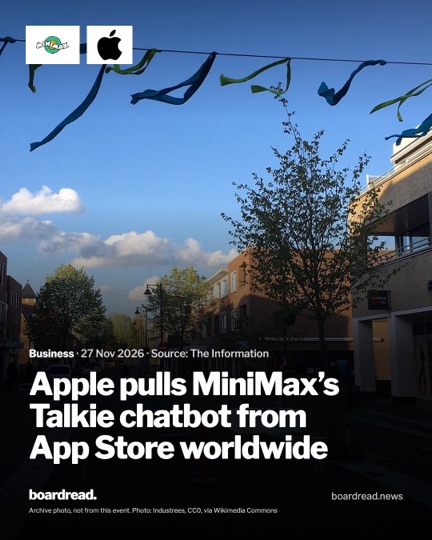 MINIMAX
Business · 27 Nov 2026 · Source: The Information
Apple pulls MiniMax’s
Talkie chatbot from
App Store worldwide
boardread.
boardread.news
Archive photo, not from this event. Photo: Industrees, CC0, via Wikimedia Commons